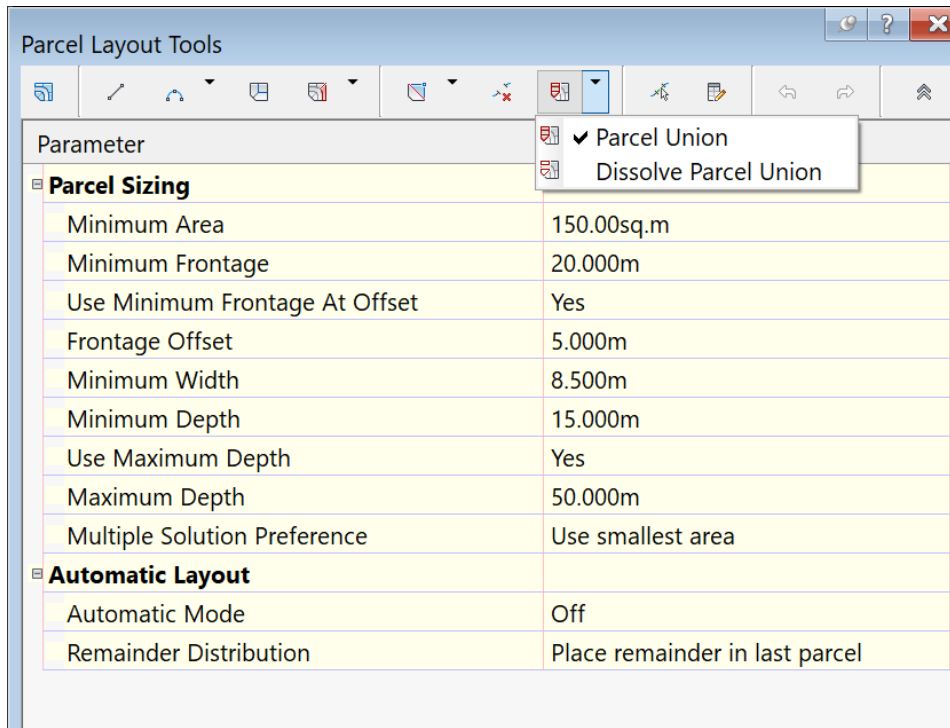 Parcel Layout Tools
Parameter
Parcel Union
Dissolve Parcel Union
Parcel Sizing
Minimum Area 150.00sq.m
Minimum Frontage 20.000m
Use Minimum Frontage At Offset Yes
Frontage Offset 5.000m
Minimum Width 8.500m
Minimum Depth 15.000m
Use Maximum Depth Yes
Maximum Depth 50.000m
Multiple Solution Preference Use smallest area
Automatic Layout
Automatic Mode Off
Remainder Distribution Place remainder in last parcel